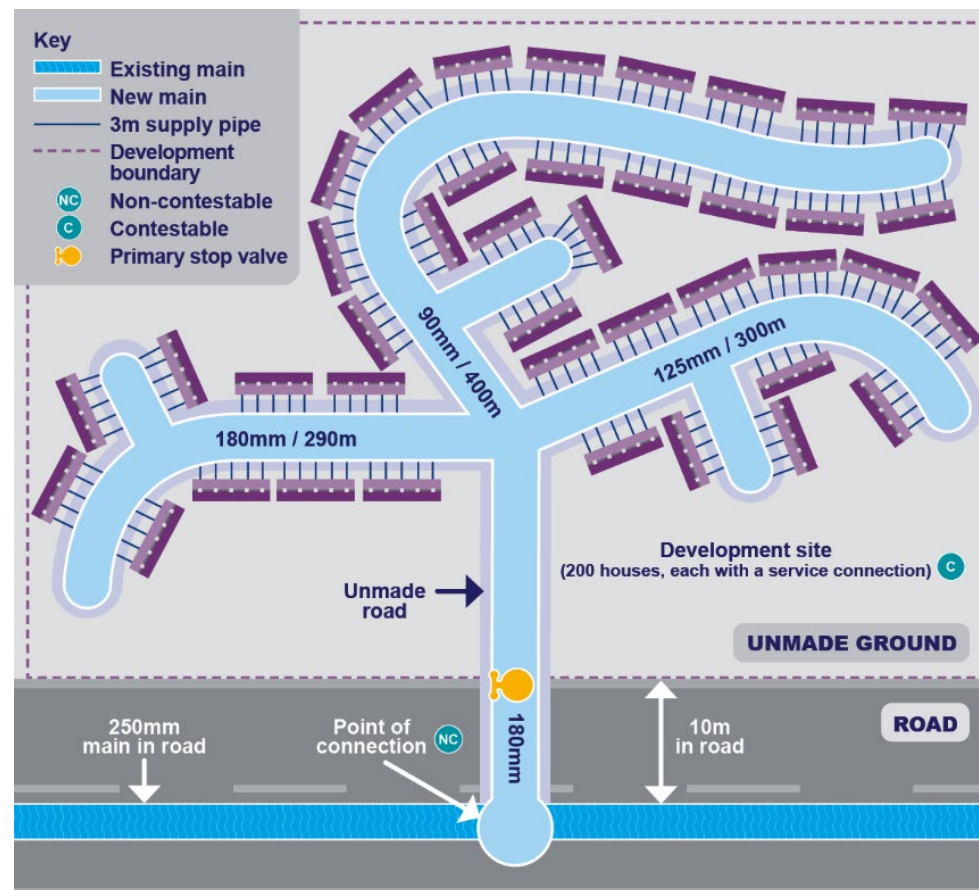 Key
Existing main
New main
3m supply pipe
Development
boundary
NC
Non-contestable
C
Contestable
Primary stop valve
90mm / 400m
125mm / 300m
180mm / 290m
Development site
(200 houses, each with a service connection) C
Unmade
road
UNMADE GROUND
250mm
main in road
Point of
connection NC
180mm
10m
in road
ROAD